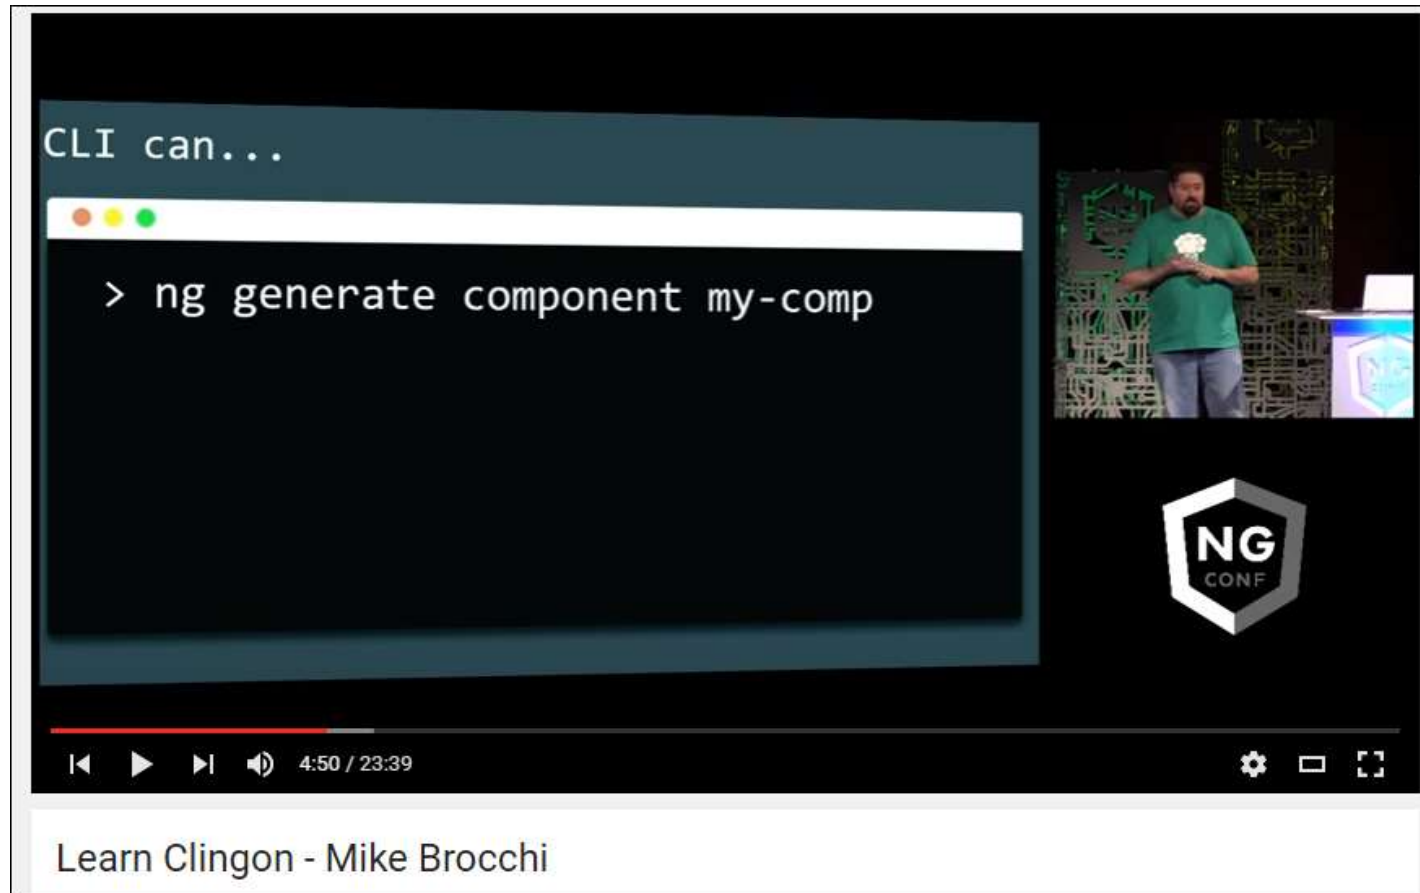 CLI can...
> ng generate component my-comp
NG
CONF
4:50 / 23:39
Learn Clingon - Mike Brocchi